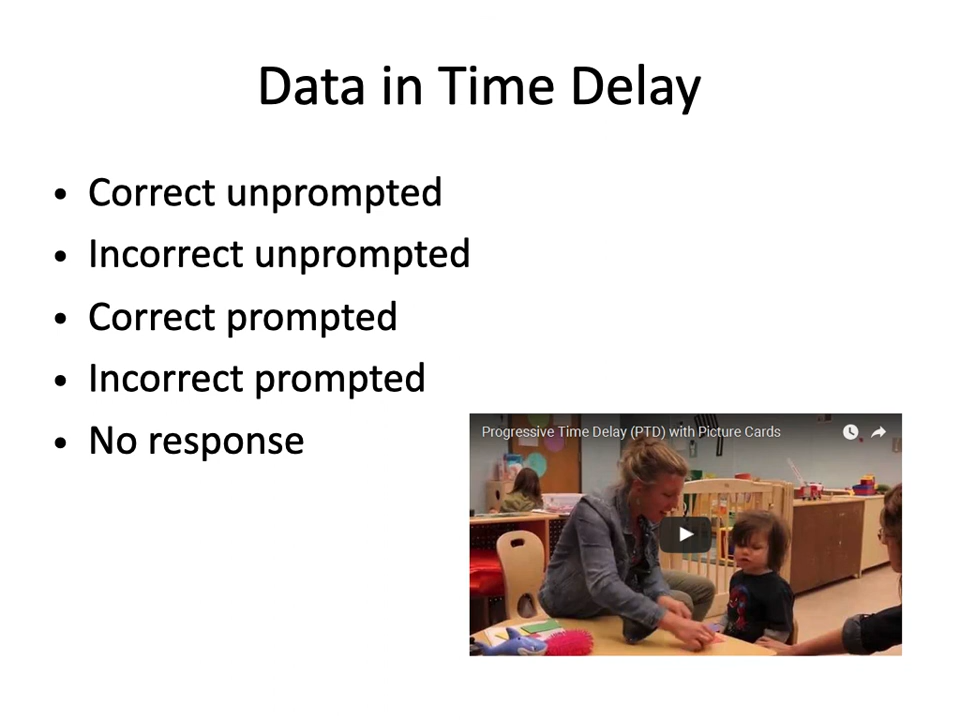 Data in Time Delay
• Correct unprompted
• Incorrect unprompted
• Correct prompted
• Incorrect prompted
• No response
Progressive Time Delay (PTD) with Picture Cards